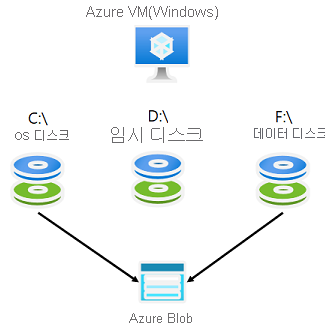 Azure VM(Windows)
C:\
D:\
F:\
os 디스크
임시 디스크
데이터 디스크
Azure Blob